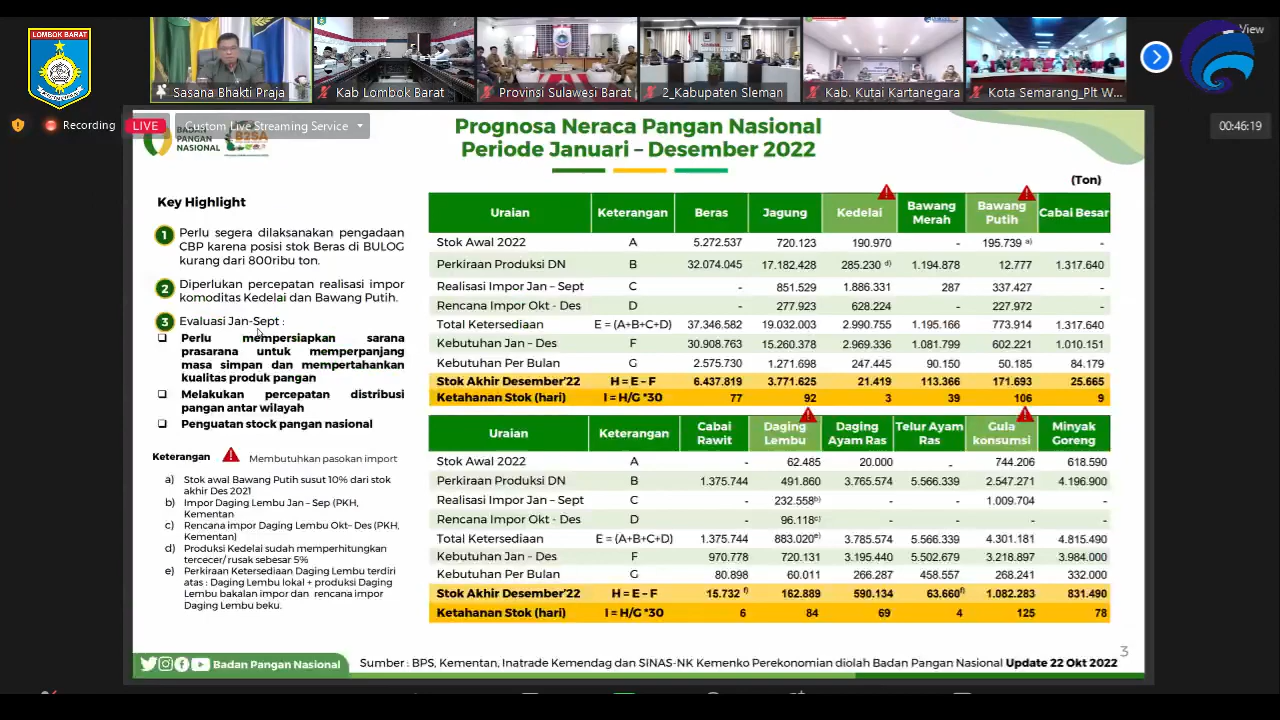 LOMBOK BARAT
View
Sasana Bhakti Praja
Kab Lombok Barat
Provinsi Sulawesi Barat
2_Kabupaten Sleman
Kab. Kutai Kartanegara
Kota Semarang_Plt W...
Recording
LIVE
Custom Live Streaming Service
00:46:19
BADAN
PANGAN
NASIONAL
B2SA
Prognosa Neraca Pangan Nasional
Periode Januari – Desember 2022
(Ton)
Key Highlight
1 Perlu segera dilaksanakan pengadaan
CBP karena posisi stok Beras di BULOG
kurang dari 800ribu ton.
2 Diperlukan percepatan realisasi impor
komoditas Kedelai dan Bawang Putih.
3 Evaluasi Jan-Sept :
Perlu mempersiapkan sarana
prasarana untuk memperpanjang
masa simpan dan mempertahankan
kualitas produk pangan
Melakukan percepatan distribusi
pangan antar wilayah
Penguatan stock pangan nasional
Keterangan Membutuhkan pasokan import
a) Stok awal Bawang Putih susut 10% dari stok
akhir Des 2021
b) Impor Daging Lembu Jan – Sep (PKH,
Kementan
c) Rencana impor Daging Lembu Okt– Des (PKH,
Kementan)
d) Produksi Kedelai sudah memperhitungkan
tercecer/rusak sebesar 5%
e) Perkiraan Ketersediaan Daging Lembu terdiri
atas : Daging Lembu lokal + produksi Daging
Lembu bakalan impor dan rencana impor
Daging Lembu beku.
Uraian Keterangan Beras Jagung Kedelai Bawang Merah Bawang Putih Cabai Besar
Stok Awal 2022 A 5.272.537 720.123 190.970 - 195.739 a) -
Perkiraan Produksi DN B 32.074.045 17.182.428 285.230 d) 1.194.878 12.777 1.317.640
Realisasi Impor Jan – Sept C - 851.529 1.886.331 287 337.427 -
Rencana Impor Okt - Des D - 277.923 628.224 - 227.972 -
Total Ketersediaan E = (A+B+C+D) 37.346.582 19.032.003 2.990.755 1.195.166 773.914 1.317.640
Kebutuhan Jan – Des F 30.908.763 15.260.378 2.969.336 1.081.799 602.221 1.010.151
Kebutuhan Per Bulan G 2.575.730 1.271.698 247.445 90.150 50.185 84.179
Stok Akhir Desember'22 H = E – F 6.437.819 3.771.625 21.419 113.366 171.693 25.665
Ketahanan Stok (hari) I = H/G *30 77 92 3 39 106 9
Uraian Keterangan Cabai Rawit Daging Lembu Daging Ayam Ras Telur Ayam Ras Gula konsumsi Minyak Goreng
Stok Awal 2022 A - 62.485 20.000 - 744.206 618.590
Perkiraan Produksi DN B 1.375.744 491.860 3.765.574 5.566.339 2.547.271 4.196.900
Realisasi Impor Jan – Sept C - 232.558b) - - 1.009.704 -
Rencana Impor Okt - Des D - 96.118c) - - - -
Total Ketersediaan E = (A+B+C+D) 1.375.744 883.020e) 3.785.574 5.566.339 4.301.181 4.815.490
Kebutuhan Jan – Des F 970.778 720.131 3.195.440 5.502.679 3.218.897 3.984.000
Kebutuhan Per Bulan G 80.898 60.011 266.287 458.557 268.241 332.000
Stok Akhir Desember'22 H = E – F 15.732 f) 162.889 590.134 63.660f) 1.082.283 831.490
Ketahanan Stok (hari) I = H/G *30 6 84 69 4 125 78
3
Badan Pangan Nasional
Sumber : BPS, Kementan, Inatrade Kemendag dan SINAS-NK Kemenko Perekonomian diolah Badan Pangan Nasional Update 22 Okt 2022